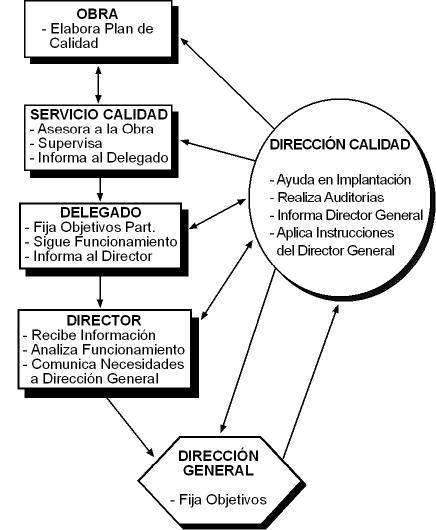 OBRA
- Elabora Plan de
Calidad
SERVICIO CALIDAD
- Asesora a la Obra
- Supervisa
- Informa al Delegado
DELEGADO
- Fija Objetivos Part.
- Sigue Funcionamiento
- Informa al Director
DIRECTOR
- Recibe Información
- Analiza Funcionamiento
- Comunica Necesidades
a Dirección General
DIRECCIÓN CALIDAD
- Ayuda en Implantación
- Realiza Auditorías
- Informa Director General
- Aplica Instrucciones
del Director General
DIRECCIÓN
GENERAL
- Fija Objetivos